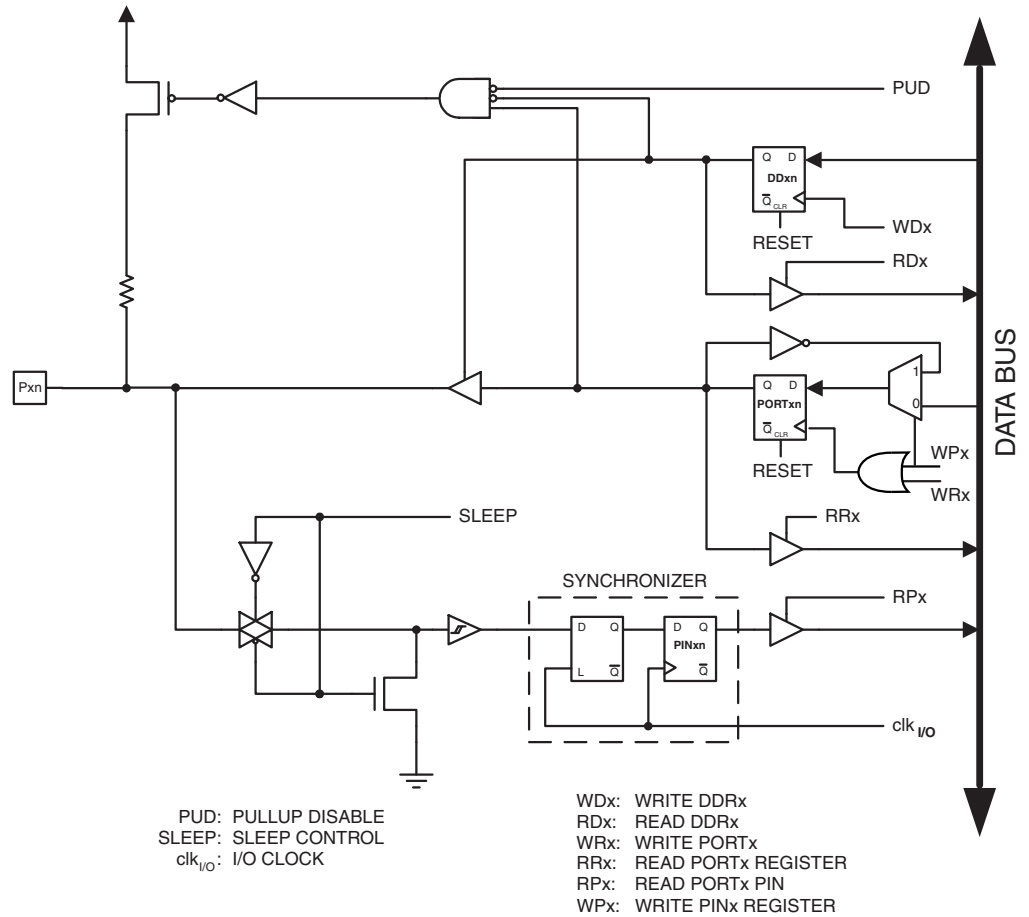 PUD
Q D
DDxn
Q CLR
WDx
RESET
RDx
Pxn
1
Q D
PORTxn
0
Q CLR
WPx
RESET
WRx
DATA BUS
SLEEP
RRx
SYNCHRONIZER
RPx
D Q
D Q
PINxn
L Q
Q
clk I/O
PUD: PULLUP DISABLE
SLEEP: SLEEP CONTROL
clkI/O: I/O CLOCK
WDx: WRITE DDRx
RDx: READ DDRx
WRx: WRITE PORTx
RRx: READ PORTx REGISTER
RPx: READ PORTx PIN
WPx: WRITE PINx REGISTER